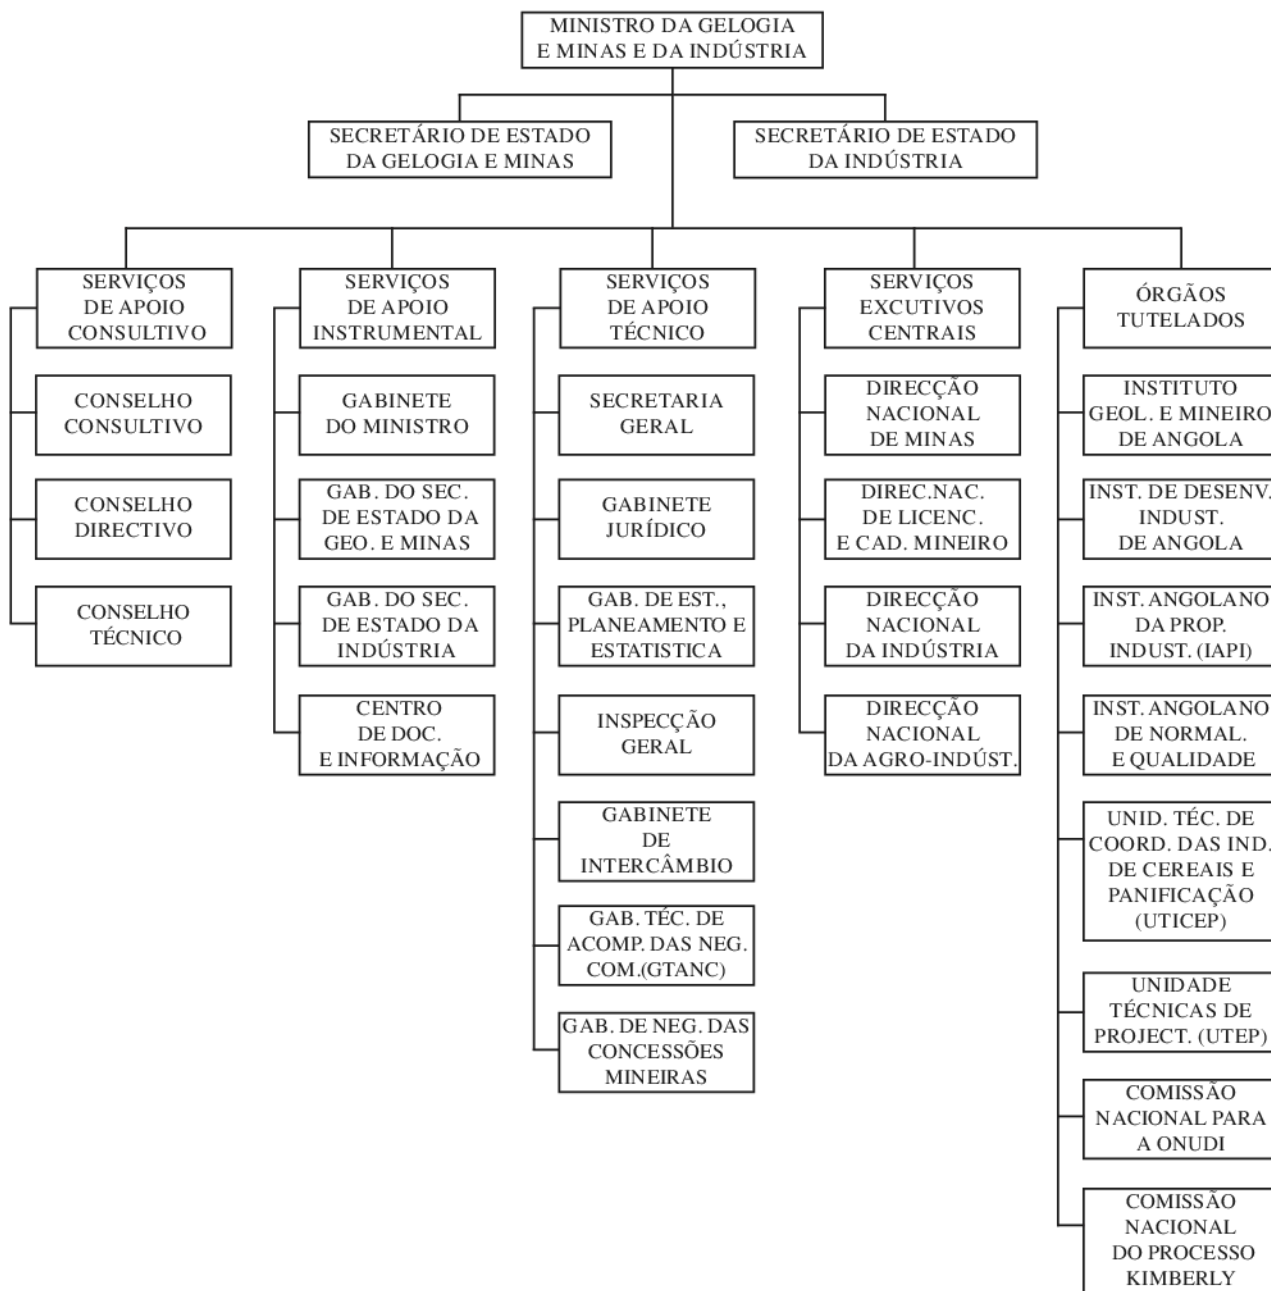 MINISTRO DA GELOGIA
E MINAS E DA INDÚSTRIA
SECRETÁRIO DE ESTADO
DA GELOGIA E MINAS
SECRETÁRIO DE ESTADO
DA INDÚSTRIA
SERVIÇOS
DE APOIO
CONSULTIVO
CONSELHO
CONSULTIVO
CONSELHO
DIRECTIVO
CONSELHO
TÉCNICO
SERVIÇOS
DE APOIO
INSTRUMENTAL
GABINETE
DO MINISTRO
GAB. DO SEC.
DE ESTADO DA
GEO. E MINAS
GAB. DO SEC.
DE ESTADO DA
INDÚSTRIA
CENTRO
DE DOC.
E INFORMAÇÃO
SERVIÇOS
DE APOIO
TÉCNICO
SECRETARIA
GERAL
GABINETE
JURÍDICO
GAB. DE EST.,
PLANEAMENTO E
ESTATISTICA
INSPECÇÃO
GERAL
GABINETE
DE
INTERCÂMBIO
GAB. TÉC. DE
ACOMP. DAS NEG.
COM.(GTANC)
GAB. DE NEG. DAS
CONCESSÕES
MINEIRAS
SERVIÇOS
EXCUTIVOS
CENTRAIS
DIRECÇÃO
NACIONAL
DE MINAS
DIREC.NAC.
DE LICENC.
E CAD. MINEIRO
DIRECÇÃO
NACIONAL
DA INDÚSTRIA
DIRECÇÃO
NACIONAL
DA AGRO-INDÚST.
ÓRGÃOS
TUTELADOS
INSTITUTO
GEOL. E MINEIRO
DE ANGOLA
INST. DE DESENV.
INDUST.
DE ANGOLA
INST. ANGOLANO
DA PROP.
INDUST. (IAPI)
INST. ANGOLANO
DE NORMAL.
E QUALIDADE
UNID. TÉC. DE
COORD. DAS IND.
DE CEREAIS E
PANIFICAÇÃO
(UTICEP)
UNIDADE
TÉCNICAS DE
PROJECT. (UTEP)
COMISSÃO
NACIONAL PARA
A ONUDI
COMISSÃO
NACIONAL
DO PROCESSO
KIMBERLY